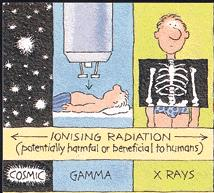 IONISING RADIATION
(potentially harmful or beneficial to humans)
COSMIC GAMMA X RAYS